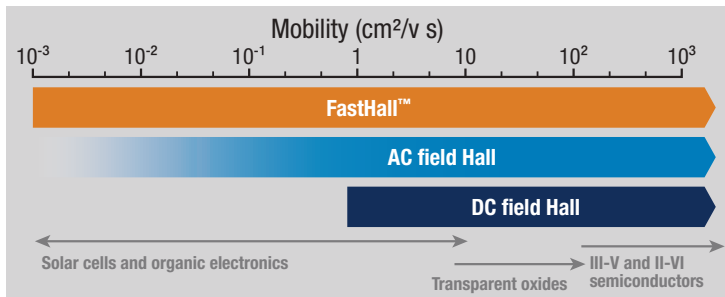 Mobility (cm²/v s)
10⁻³ 10⁻² 10⁻¹ 1 10 10² 10³
FastHall™
AC field Hall
DC field Hall
Solar cells and organic electronics
Transparent oxides
III-V and II-VI
semiconductors